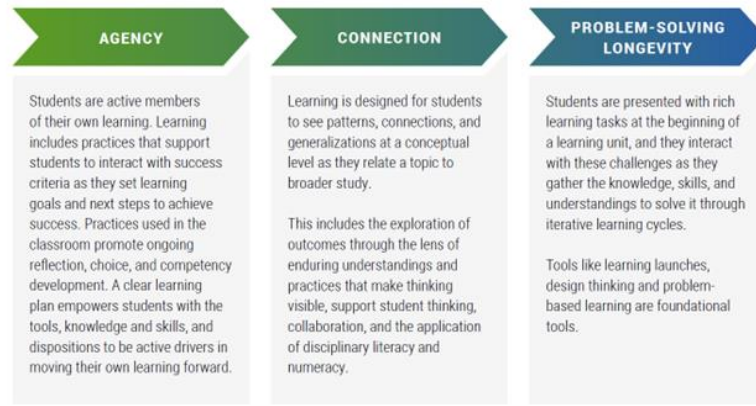 AGENCY
Students are active members
of their own learning. Learning
includes practices that support
students to interact with success
criteria as they set learning
goals and next steps to achieve
success. Practices used in the
classroom promote ongoing
reflection, choice, and competency
development. A clear learning
plan empowers students with the
tools, knowledge and skills, and
dispositions to be active drivers in
moving their own learning forward.
CONNECTION
Learning is designed for students
to see patterns, connections, and
generalizations at a conceptual
level as they relate a topic to
broader study.
This includes the exploration of
outcomes through the lens of
enduring understandings and
practices that make thinking
visible, support student thinking,
collaboration, and the application
of disciplinary literacy and
numeracy.
PROBLEM-SOLVING
LONGEVITY
Students are presented with rich
learning tasks at the beginning of
a learning unit, and they interact
with these challenges as they
gather the knowledge, skills, and
understandings to solve it through
iterative learning cycles.
Tools like learning launches,
design thinking and problem-
based learning are foundational
tools.